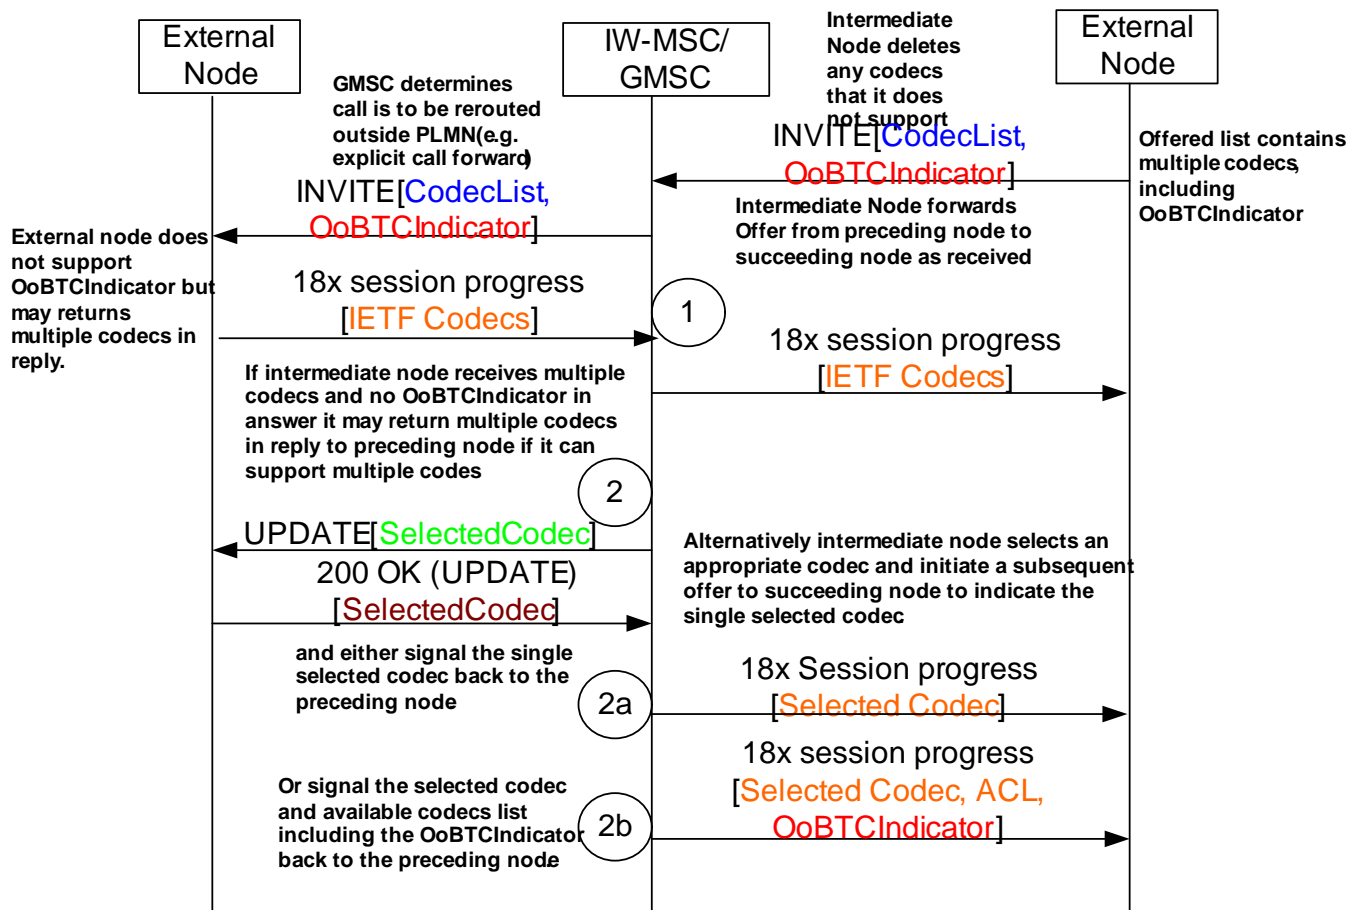 External
Node
IW-MSC/
GMSC
External
Node
Intermediate
Node deletes
any codecs
that it does
not support
GMSC determines
call is to be rerouted
outside PLMN(e.g.
explicit call forward)
INVITE[CodecList,
OoBTCIndicator]
Offered list contains
multiple codecs,
including
OoBTCIndicator
INVITE[CodecList,
OoBTCIndicator]
Intermediate Node forwards
Offer from preceding node to
succeeding node as received
External node does
not support
OoBTCIndicator but
may returns
multiple codecs in
reply.
18x session progress
[IETF Codecs]
1
18x session progress
[IETF Codecs]
If intermediate node receives multiple
codecs and no OoBTCIndicator in
answer it may return multiple codecs
in reply to preceding node if it can
support multiple codes
2
UPDATE[SelectedCodec]
200 OK (UPDATE)
[SelectedCodec]
Alternatively intermediate node selects an
appropriate codec and initiate a subsequent
offer to succeeding node to indicate the
single selected codec.
and either signal the single
selected codec back to the
preceding node
2a
18x Session progress
[Selected Codec]
Or signal the selected codec
and available codecs list
including the OoBTCIndicator
back to the preceding node.
2b
18x session progress
[Selected Codec, ACL,
OoBTCIndicator]